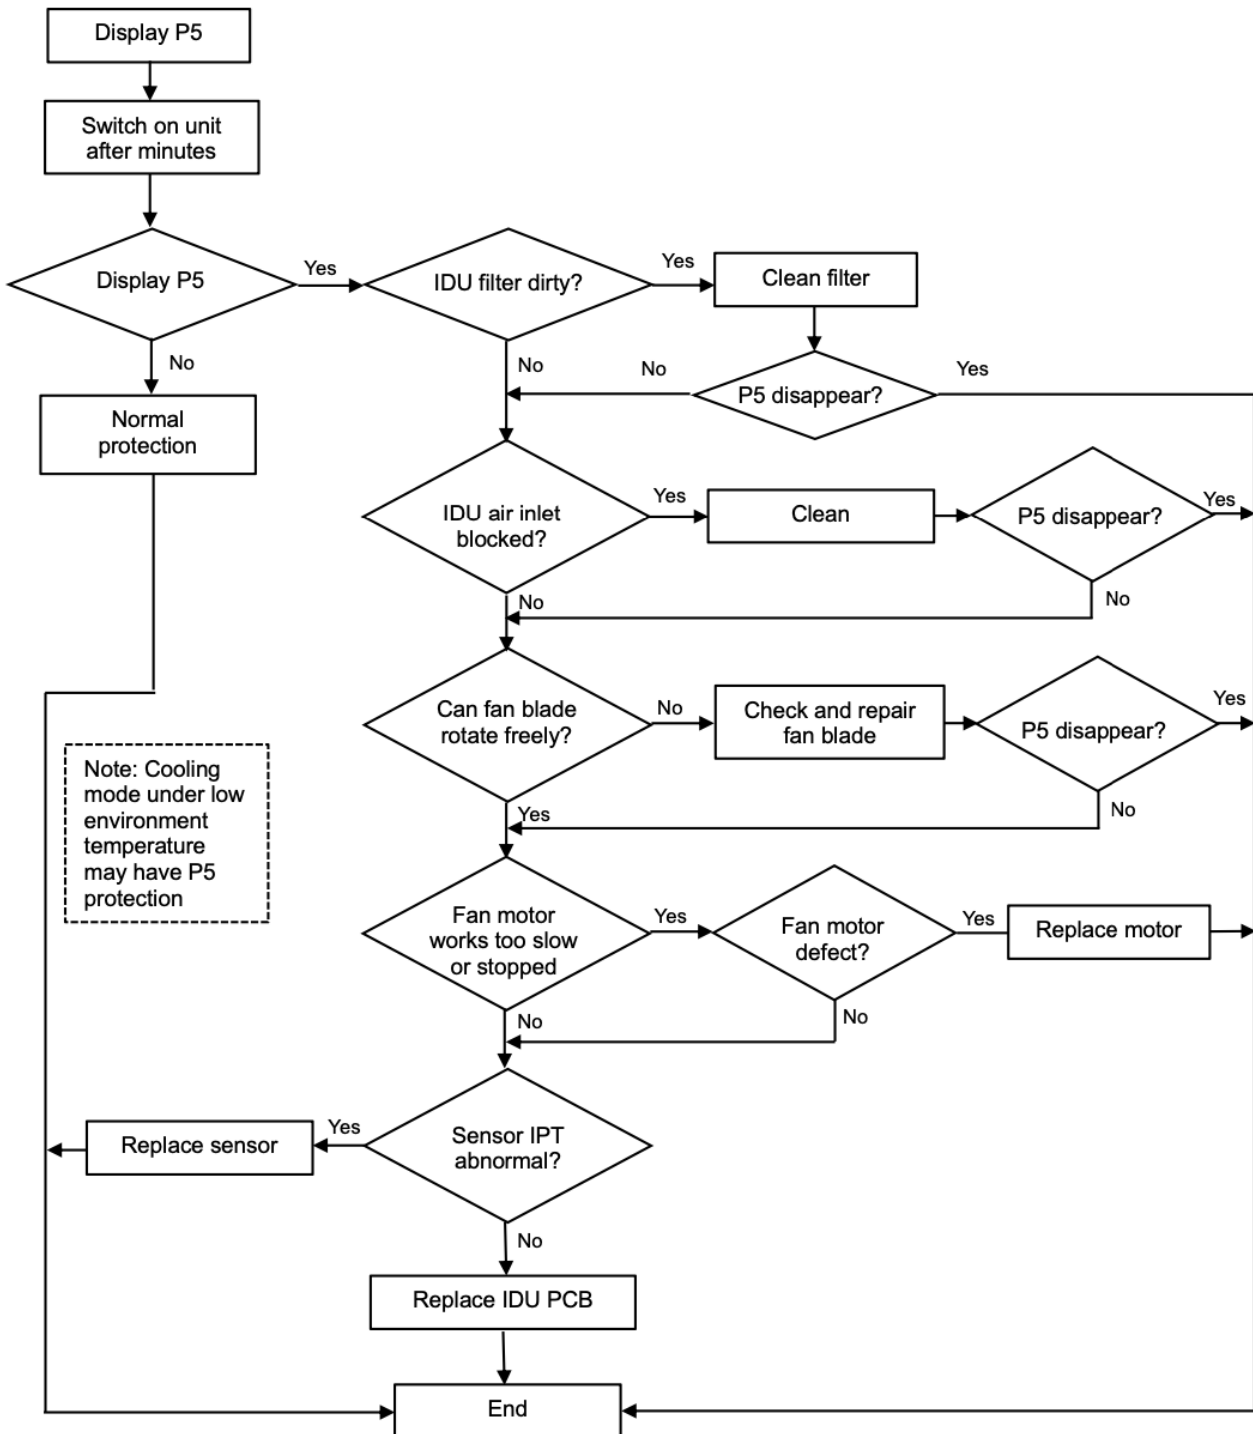 Display P5
Switch on unit
after minutes
Display P5
Yes
IDU filter dirty?
Yes
Clean filter
No
No
No
P5 disappear?
Yes
Normal
protection
IDU air inlet
blocked?
Yes
Clean
P5 disappear?
Yes
No
No
Can fan blade
rotate freely?
No
Check and repair
fan blade
P5 disappear?
Yes
Note: Cooling
mode under low
environment
temperature
may have P5
protection
Yes
No
Fan motor
works too slow
or stopped
Yes
Fan motor
defect?
Yes
Replace motor
No
No
Replace sensor
Yes
Sensor IPT
abnormal?
No
Replace IDU PCB
End